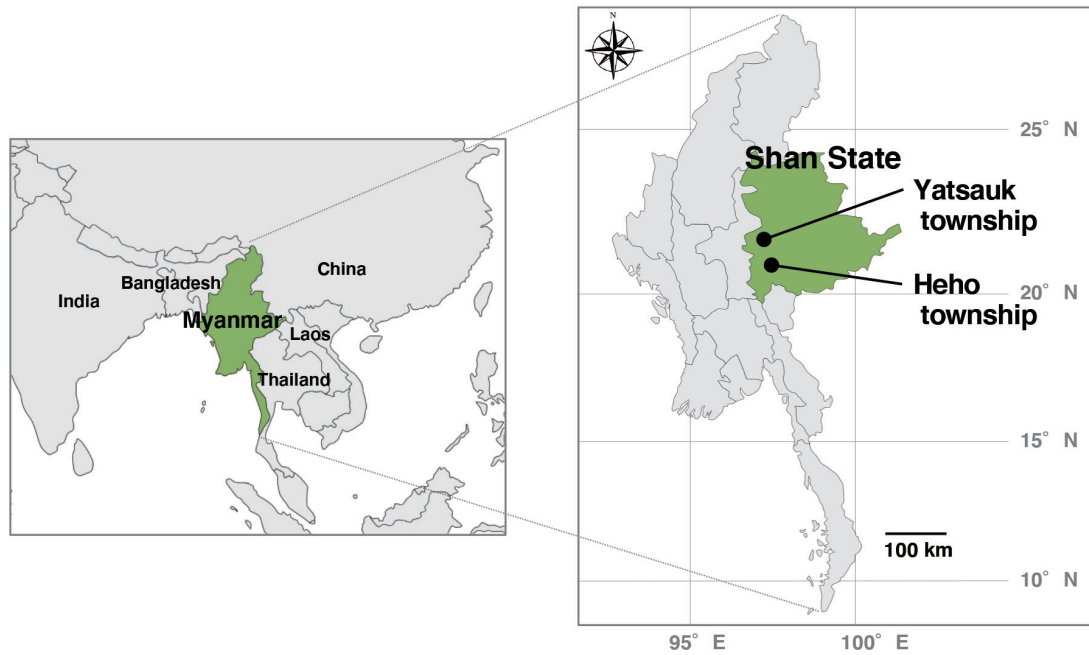 India
Bangladesh
Myanmar
China
Laos
Thailand
N
Shan State
Yatsauk
township
Heho
township
25° N
20° N
15° N
10° N
100 km
95° E
100° E